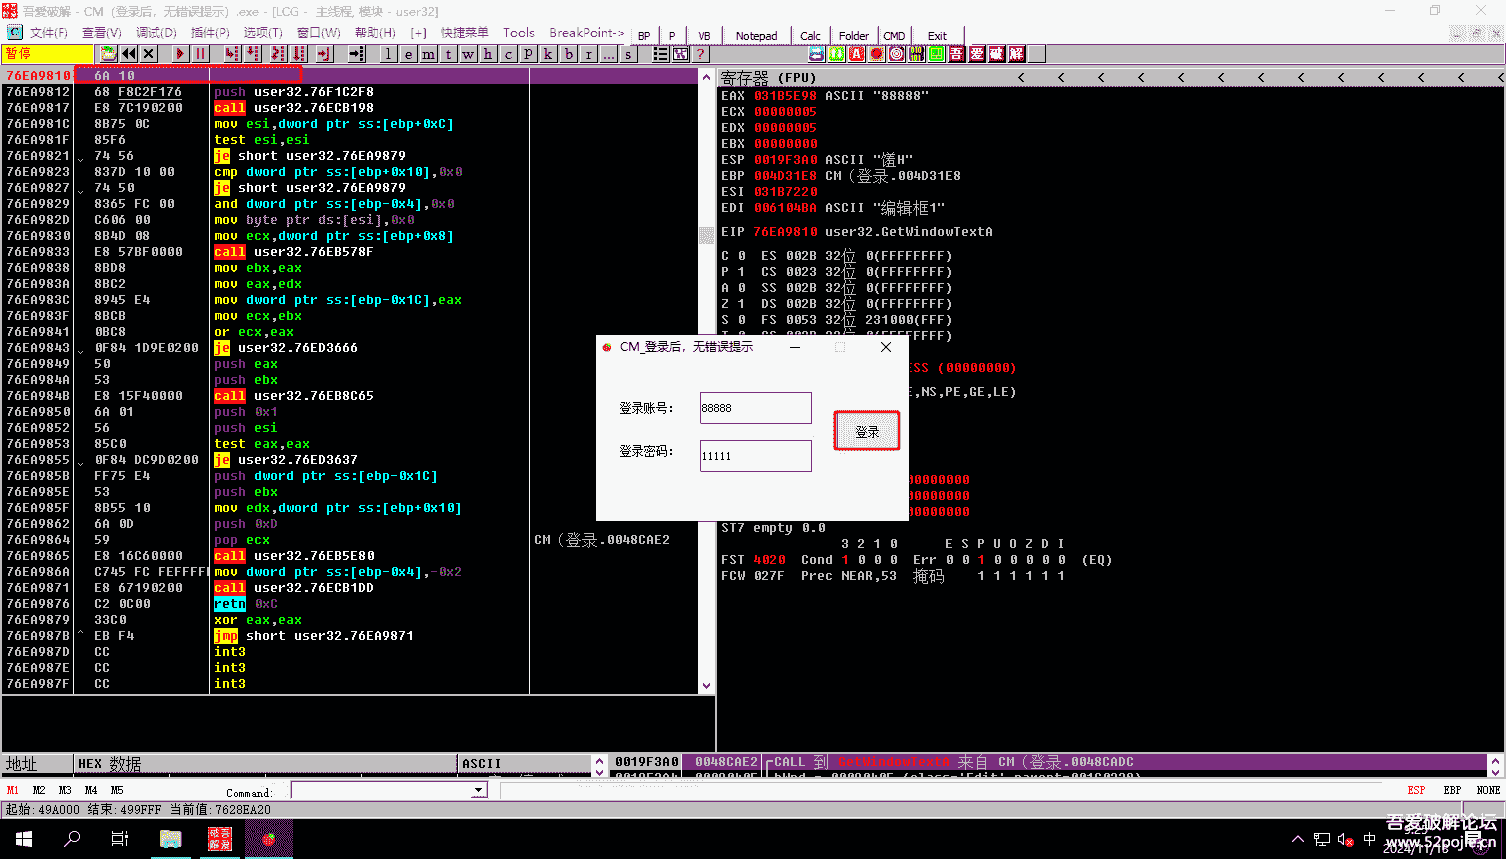 吾爱破解 - CM（登录后，无错误提示）.exe - [LCG - 主线程, 模块 - user32]
文件(F) 查看(V) 调试(D) 插件(P) 选项(T) 窗口(W) 帮助(H) [+] 快捷菜单 Tools BreakPoint-> BP P VB Notepad Calc Folder CMD Exit
暂停 l e m t w h c p k b r ... s ?
76EA9810 6A 10
76EA9812 68 F8C2F176 push user32.76F1C2F8
76EA9817 E8 7C190200 call user32.76ECB198
76EA981C 8B75 0C mov esi,dword ptr ss:[ebp+0xC]
76EA981F 85F6 test esi,esi
76EA9821 74 56 je short user32.76EA9879
76EA9823 837D 10 00 cmp dword ptr ss:[ebp+0x10],0x0
76EA9827 74 50 je short user32.76EA9879
76EA9829 8365 FC 00 and dword ptr ss:[ebp-0x4],0x0
76EA982D C606 00 mov byte ptr ds:[esi],0x0
76EA9830 8B4D 08 mov ecx,dword ptr ss:[ebp+0x8]
76EA9833 E8 57BF0000 call user32.76EB578F
76EA9838 8BD8 mov ebx,eax
76EA983A 8BC2 mov eax,edx
76EA983C 8945 E4 mov dword ptr ss:[ebp-0x1C],eax
76EA983F 8BCB mov ecx,ebx
76EA9841 0BC8 or ecx,eax
76EA9843 0F84 1D9E0200 je user32.76ED3666
76EA9849 50 push eax
76EA984A 53 push ebx
76EA984B E8 15F40000 call user32.76EB8C65
76EA9850 6A 01 push 0x1
76EA9852 56 push esi
76EA9853 85C0 test eax,eax
76EA9855 0F84 DC9D0200 je user32.76ED3637
76EA985B FF75 E4 push dword ptr ss:[ebp-0x1C]
76EA985E 53 push ebx
76EA985F 8B55 10 mov edx,dword ptr ss:[ebp+0x10]
76EA9862 6A 0D push 0xD
76EA9864 59 pop ecx CM（登录.0048CAE2
76EA9865 E8 16C60000 call user32.76EB5E80
76EA986A C745 FC FEFFFFF mov dword ptr ss:[ebp-0x4],-0x2
76EA9871 E8 67190200 call user32.76ECB1DD
76EA9876 C2 0C00 retn 0xC
76EA9879 33C0 xor eax,eax
76EA987B ^ EB F4 jmp short user32.76EA9871
76EA987D CC int3
76EA987E CC int3
76EA987F CC int3
寄存器 (FPU) < < < < < < < < < < < < <
EAX 031B5E98 ASCII "88888"
ECX 00000005
EDX 00000005
EBX 00000000
ESP 0019F3A0 ASCII "馐H"
EBP 004D31E8 CM（登录.004D31E8
ESI 031B7220
EDI 006104BA ASCII "编辑框1"
EIP 76EA9810 user32.GetWindowTextA
C 0 ES 002B 32位 0(FFFFFFFF)
P 1 CS 0023 32位 0(FFFFFFFF)
A 0 SS 002B 32位 0(FFFFFFFF)
Z 1 DS 002B 32位 0(FFFFFFFF)
S 0 FS 0053 32位 231000(FFF)
ESS (00000000)
E,NS,PE,GE,LE)
00000000
00000000
00000000
ST7 empty 0.0
3 2 1 0 E S P U O Z D I
FST 4020 Cond 1 0 0 0 Err 0 0 1 0 0 0 0 0 (EQ)
FCW 027F Prec NEAR,53 掩码 1 1 1 1 1 1
CM_登录后，无错误提示
登录账号： 88888
登录
登录密码： 11111
地址 HEX 数据 ASCII
0019F3A0 0048CAE2 ┌CALL 到 GetWindowTextA 来自 CM（登录.0048CADC
M1 M2 M3 M4 M5 Command: ESP EBP NONE
起始:49A000 结束:499FFF 当前值:7628EA20
中
2024/11/16
吾爱破解论坛
www.52pojie.cn